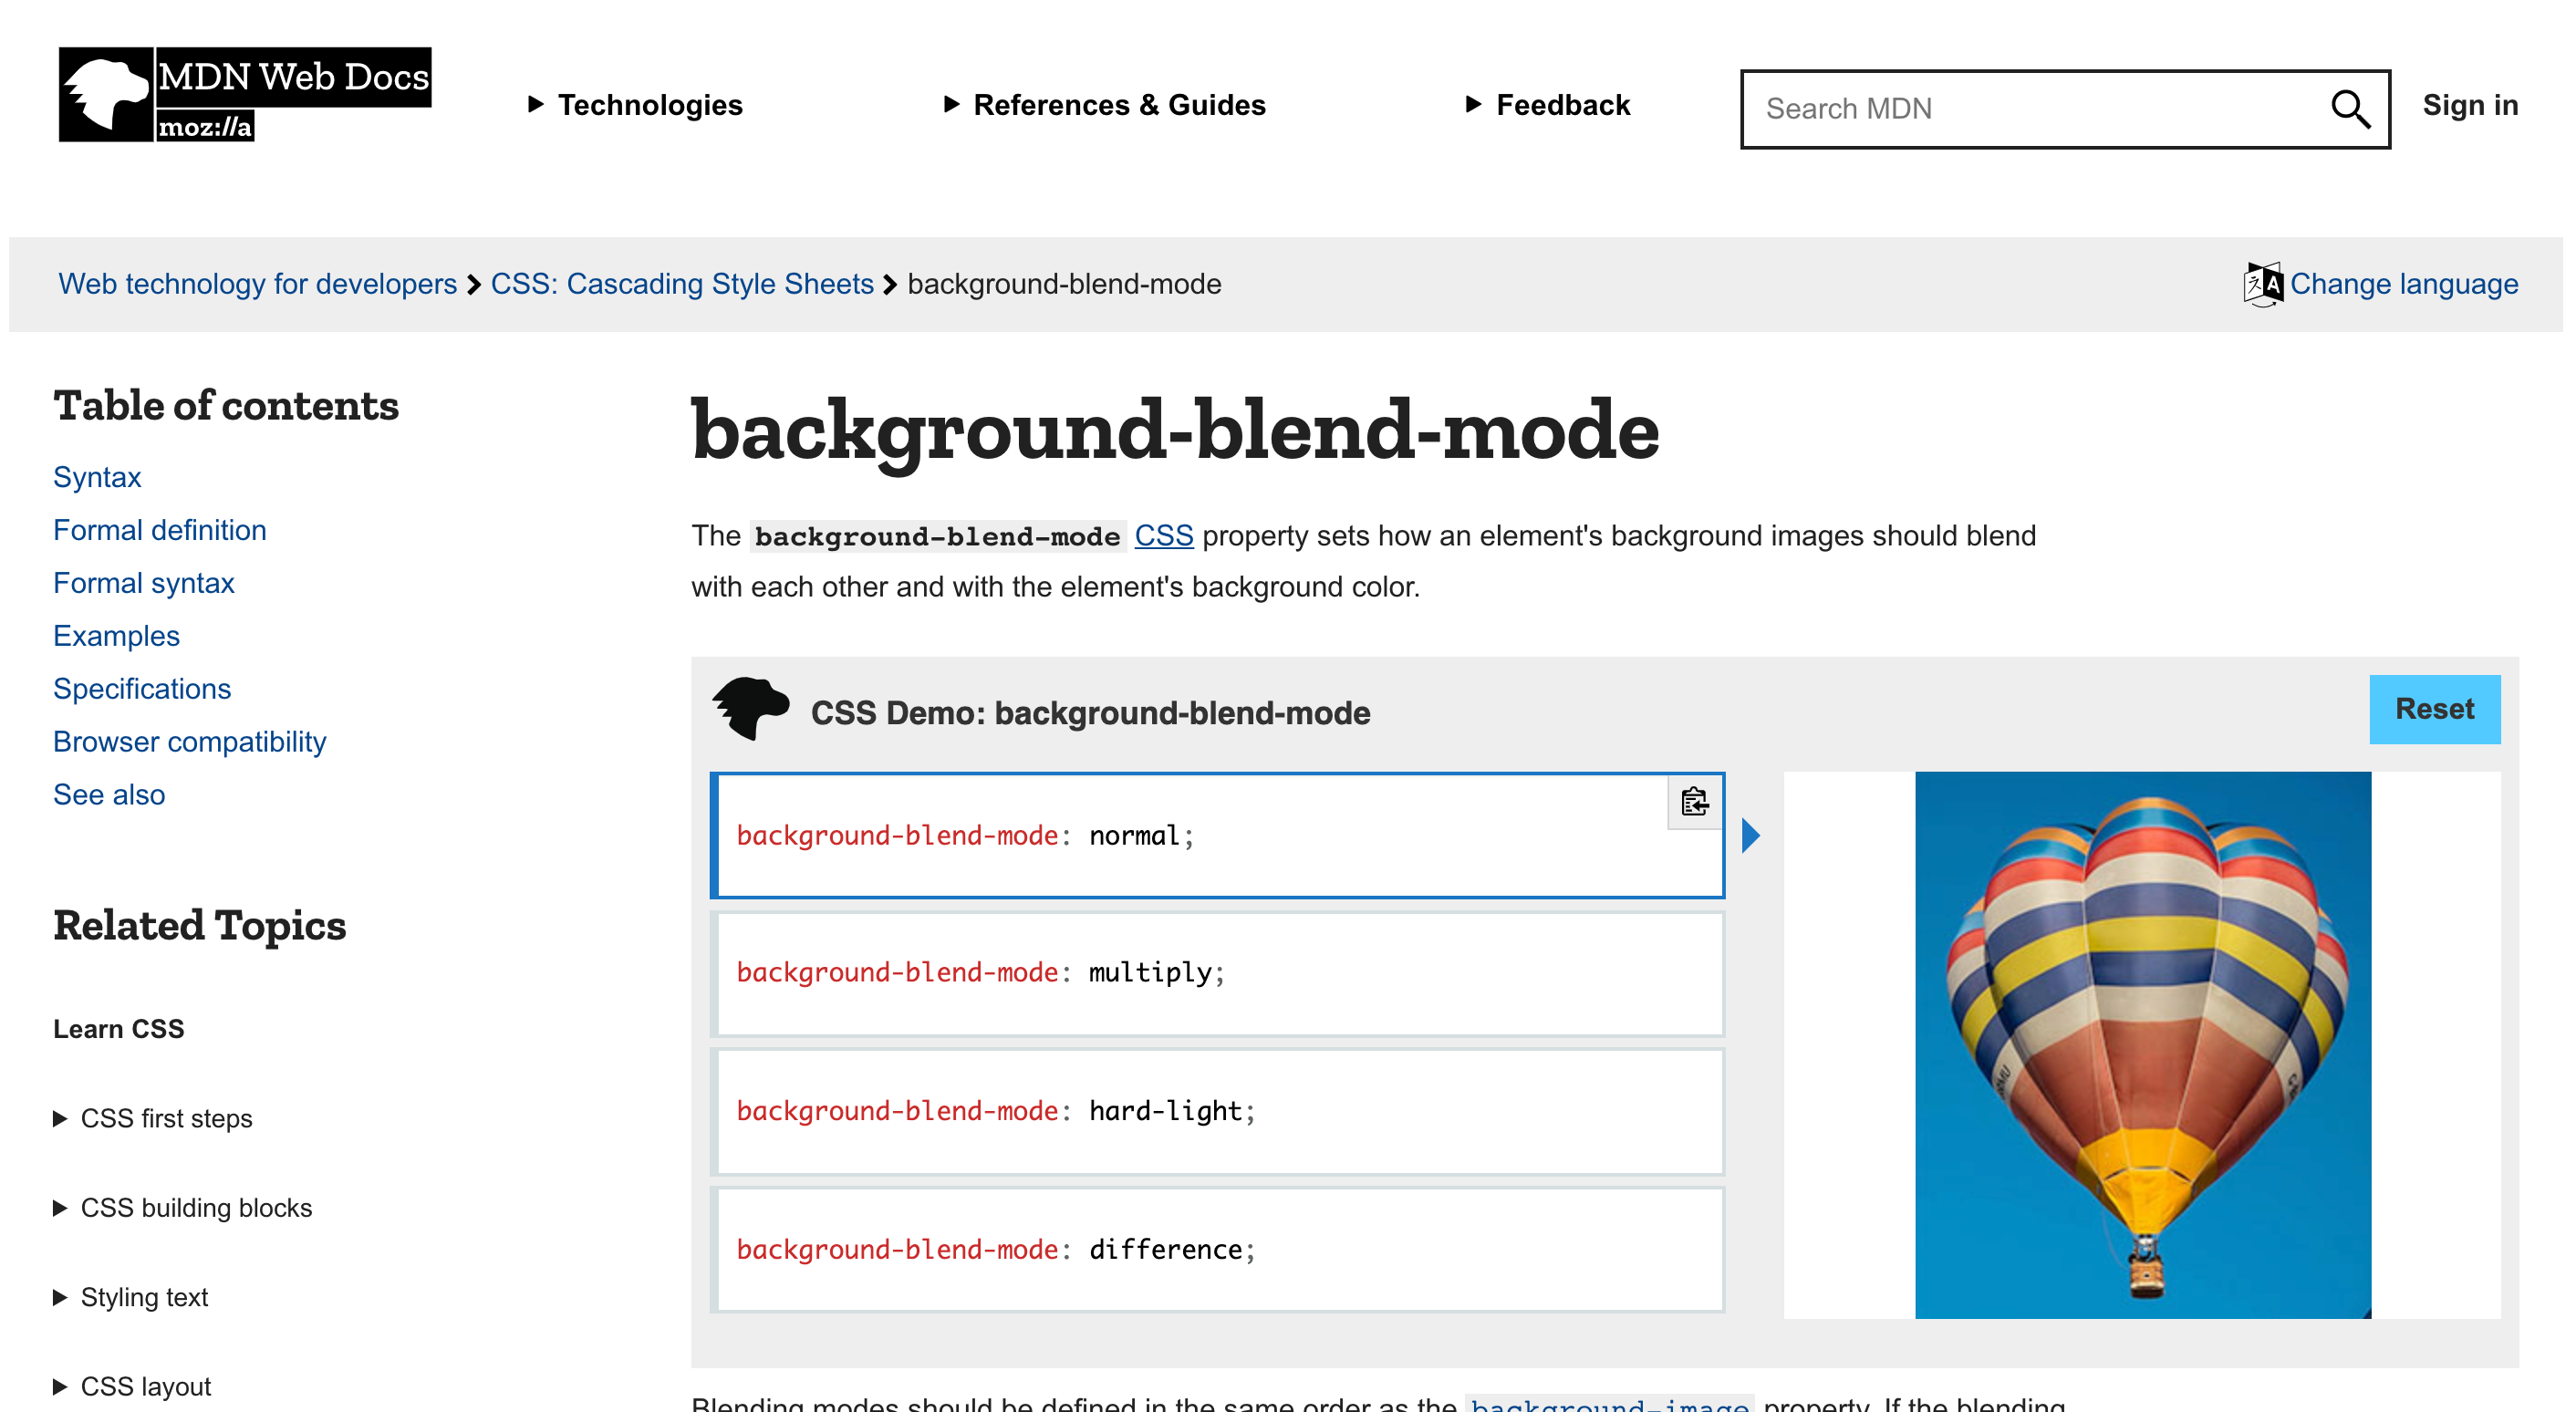 MDN Web Docs
moz://a
Technologies
References & Guides
Feedback
Search MDN
Sign in
Web technology for developers
CSS: Cascading Style Sheets
background-blend-mode
Change language
Table of contents
Syntax
Formal definition
Formal syntax
Examples
Specifications
Browser compatibility
See also
Related Topics
Learn CSS
CSS first steps
CSS building blocks
Styling text
CSS layout
background-blend-mode
The background-blend-mode CSS property sets how an element's background images should blend
with each other and with the element's background color.
CSS Demo: background-blend-mode
Reset
background-blend-mode: normal;
background-blend-mode: multiply;
background-blend-mode: hard-light;
background-blend-mode: difference;
Blending modes should be defined in the same order as the background-image property. If the blending